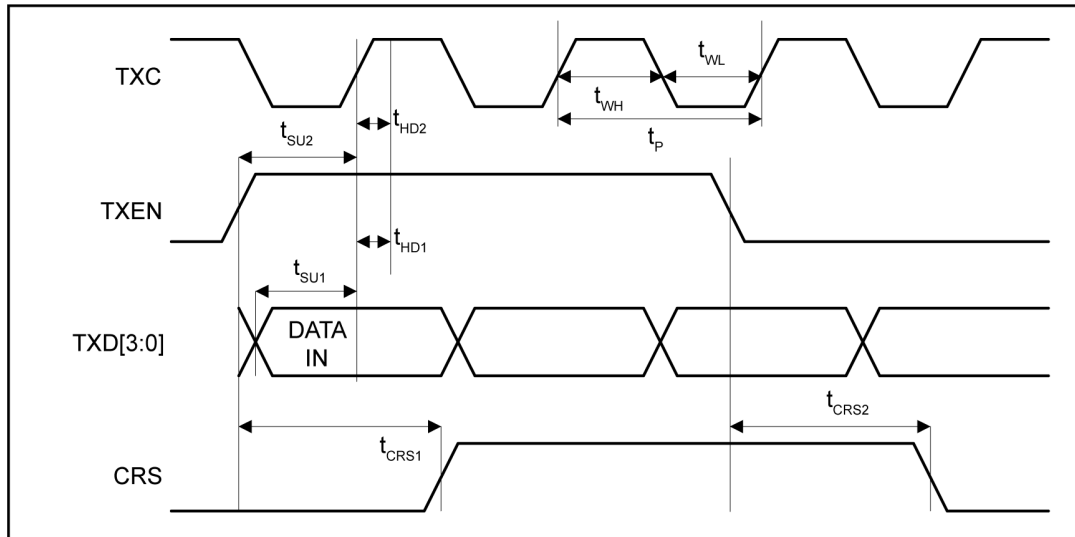 TXC
t_WL
t_WH
t_HD2
t_SU2
t_P
TXEN
t_HD1
t_SU1
TXD[3:0]
DATA
IN
t_CRS2
t_CRS1
CRS